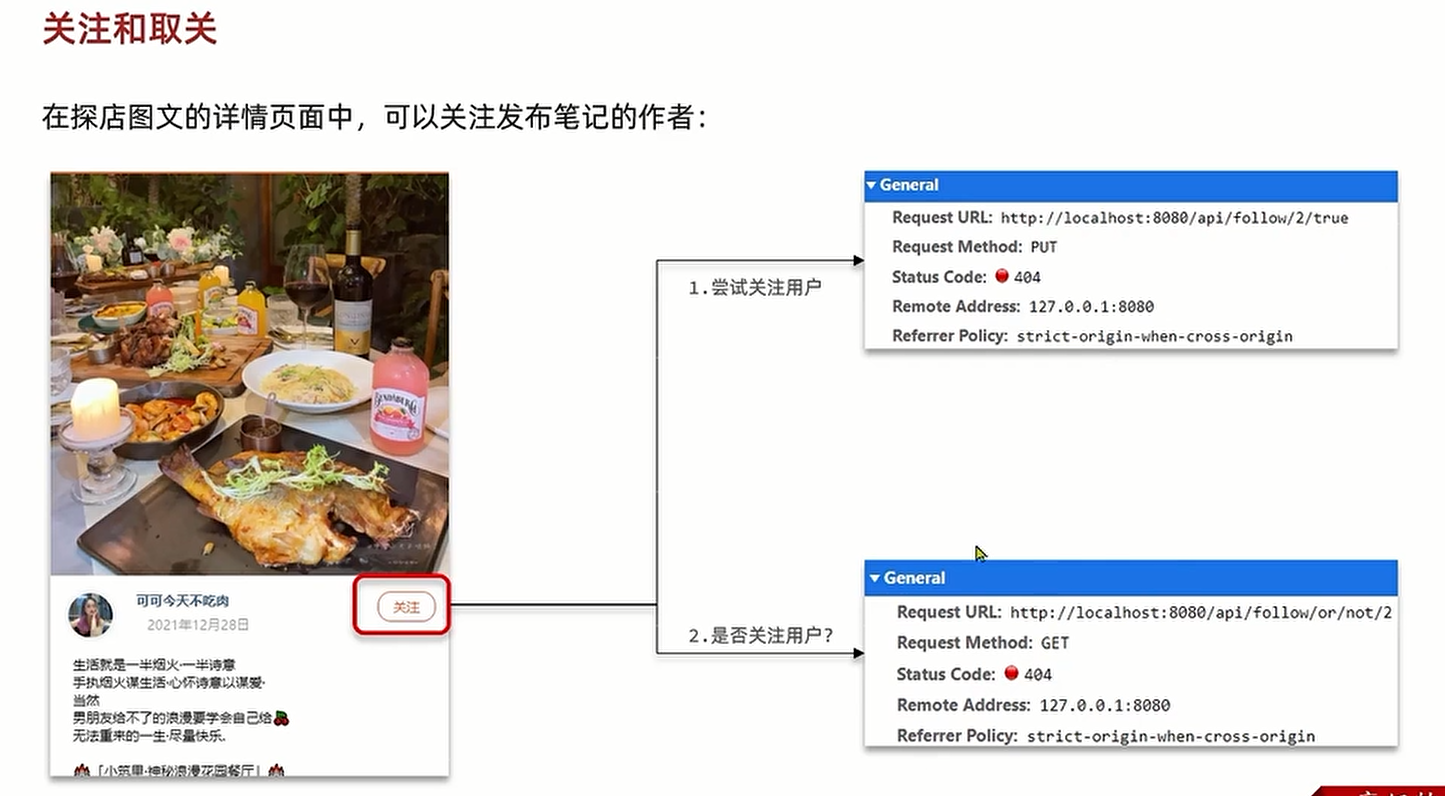 关注和取关
在探店图文的详情页面中，可以关注发布笔记的作者：
General
Request URL: http://localhost:8080/api/follow/2/true
Request Method: PUT
Status Code: 404
Remote Address: 127.0.0.1:8080
Referrer Policy: strict-origin-when-cross-origin
1.尝试关注用户
可可今天不吃肉
2021年12月28日
关注
2.是否关注用户?
General
Request URL: http://localhost:8080/api/follow/or/not/2
Request Method: GET
Status Code: 404
Remote Address: 127.0.0.1:8080
Referrer Policy: strict-origin-when-cross-origin
生活就是一半烟火·一半诗意
手执烟火谋生活·心怀诗意以谋爱·
当然
男朋友给不了的浪漫要学会自己给🍒
无法重来的一生·尽量快乐.
「小筑里·神秘浪漫花园餐厅」